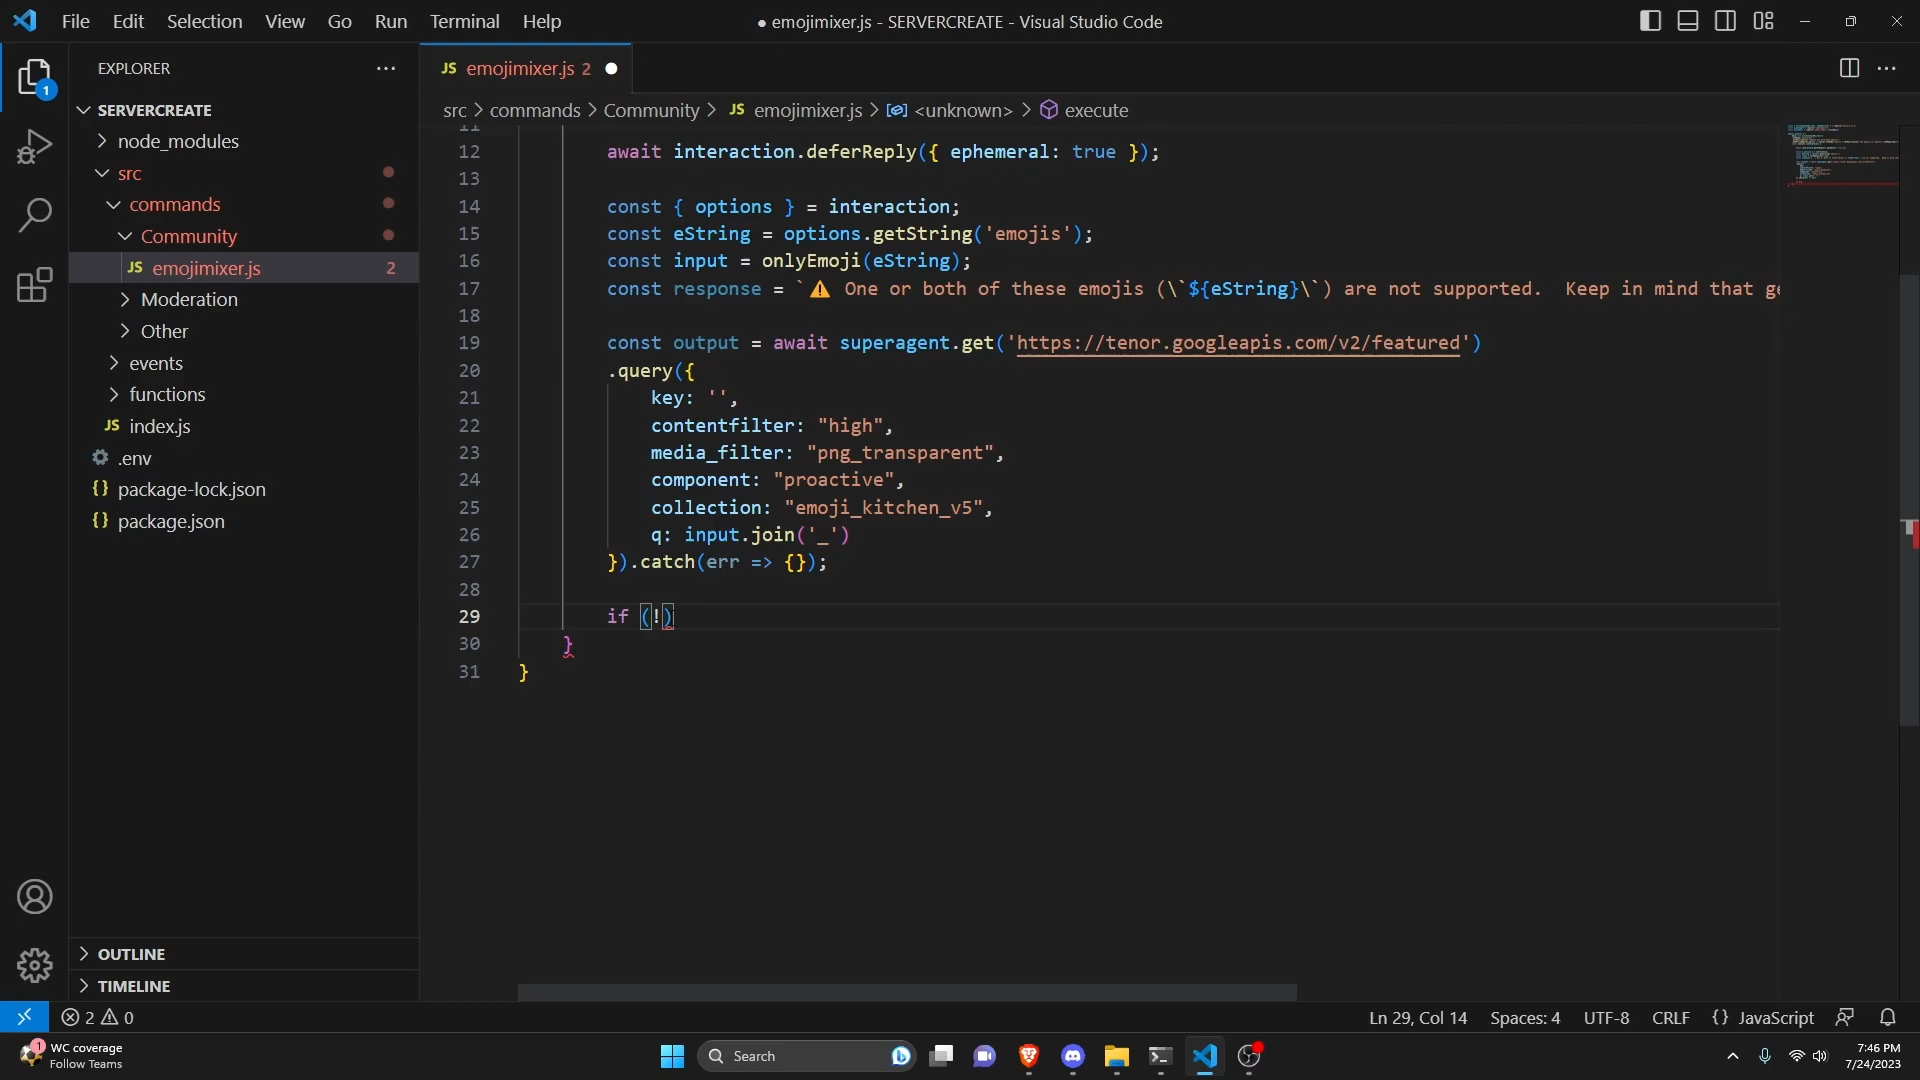 File Edit Selection View Go Run Terminal Help
● emojimixer.js - SERVERCREATE - Visual Studio Code
EXPLORER
JS emojimixer.js 2
1
SERVERCREATE
node_modules
src
commands
Community
JS emojimixer.js 2
Moderation
Other
events
functions
JS index.js
.env
{} package-lock.json
{} package.json
OUTLINE
TIMELINE
src > commands > Community > JS emojimixer.js > <unknown> > execute
11
12 await interaction.deferReply({ ephemeral: true });
13
14 const { options } = interaction;
15 const eString = options.getString('emojis');
16 const input = onlyEmoji(eString);
17 const response = `⚠️ One or both of these emojis (\`${eString}\`) are not supported.  Keep in mind that ge
18
19 const output = await superagent.get('https://tenor.googleapis.com/v2/featured')
20 .query({
21 key: '',
22 contentfilter: "high",
23 media_filter: "png_transparent",
24 component: "proactive",
25 collection: "emoji_kitchen_v5",
26 q: input.join('_')
27 }).catch(err => {});
28
29 if (!)
30 }
31 }
2 0
Ln 29, Col 14 Spaces: 4 UTF-8 CRLF {} JavaScript
1
WC coverage
Follow Teams
Search
7:46 PM
7/24/2023